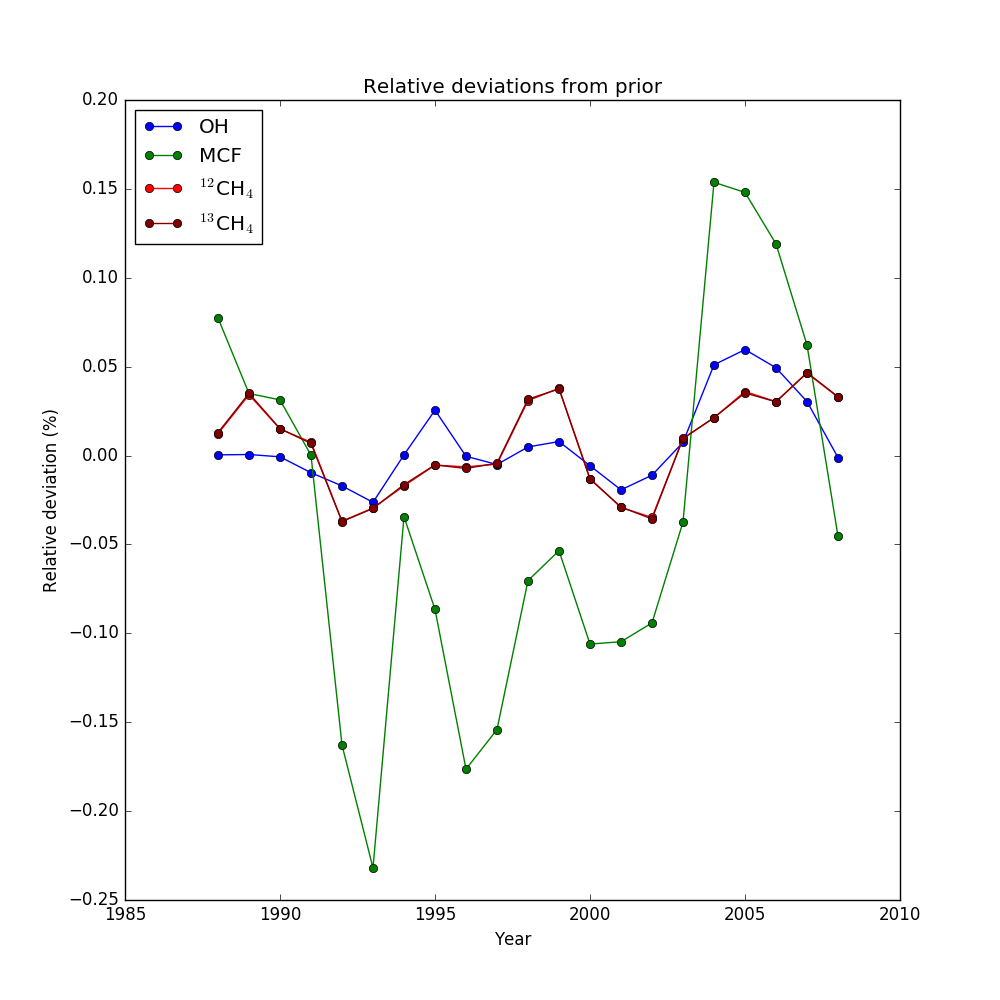 Relative deviations from prior
0.20
0.15
0.10
0.05
0.00
−0.05
−0.10
−0.15
−0.20
−0.25
Relative deviation (%)
OH
MCF
¹²CH₄
¹³CH₄
1985 1990 1995 2000 2005 2010
Year